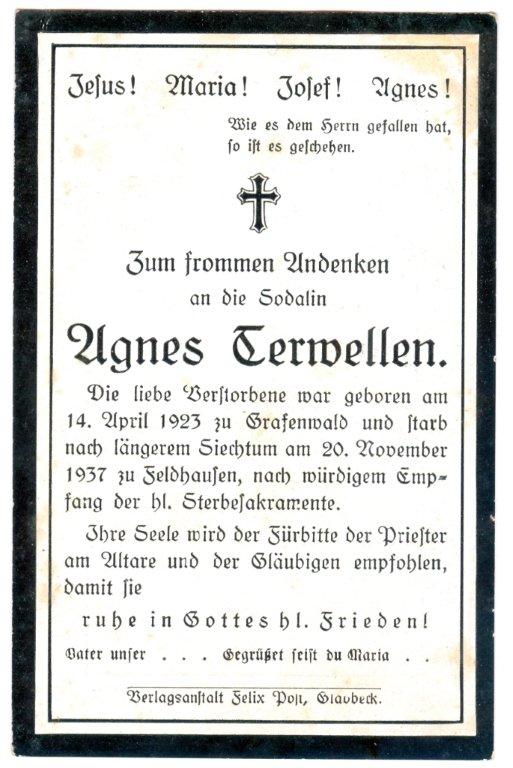 Jesus! Maria! Josef! Agnes!
Wie es dem Herrn gefallen hat,
so ist es geschehen.
Zum frommen Andenken
an die Sodalin
Agnes Terwellen.
Die liebe Verstorbene war geboren am
14. April 1923 zu Grafenwald und starb
nach längerem Siechtum am 20. November
1937 zu Feldhausen, nach würdigem Emp-
fang der hl. Sterbesakramente.
Ihre Seele wird der Fürbitte der Priester
am Altare und der Gläubigen empfohlen,
damit sie
ruhe in Gottes hl. Frieden!
Vater unser . . . Gegrüßet seist du Maria . .
Verlagsanstalt Felix Post, Gladbeck.